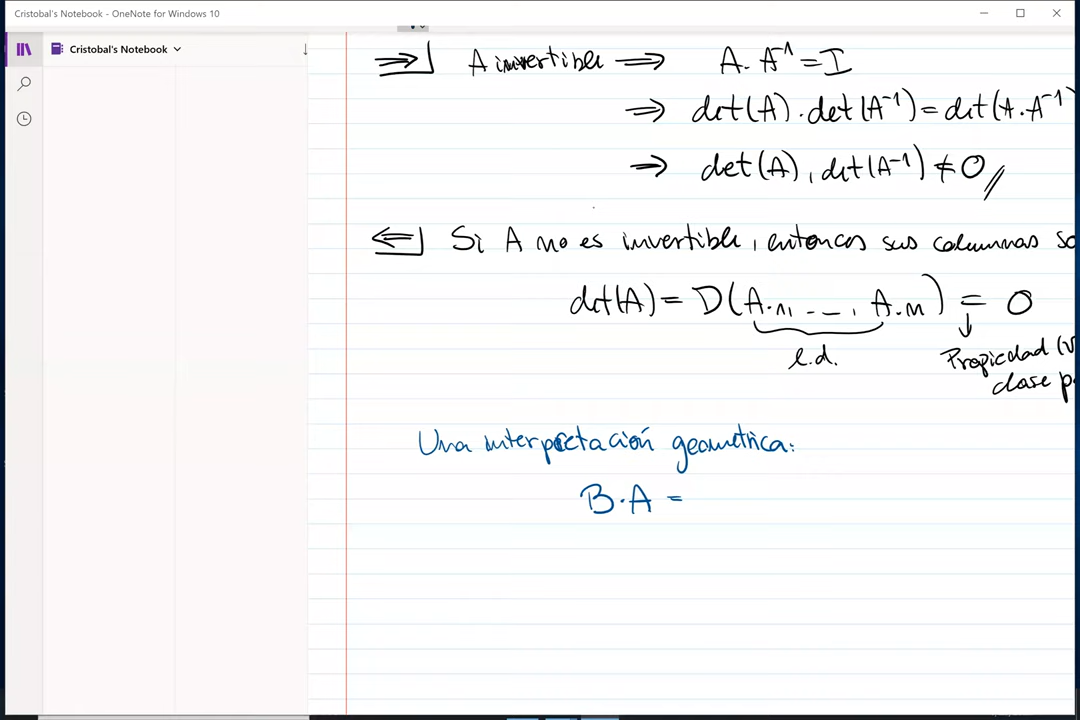 Cristobal's Notebook - OneNote for Windows 10
Cristobal's Notebook
⇒] A invertible ⇒ A·A⁻¹ = I
⇒ det(A)·det(A⁻¹) = det(A·A⁻¹)
⇒ det(A), det(A⁻¹) ≠ 0 //
⇐] Si A no es invertible, entonces sus columnas so
det(A) = D(A.₁, ..., A.n) = 0
l.d.
Propiedad (v
clase p
Una interpretación geometrica:
B·A =